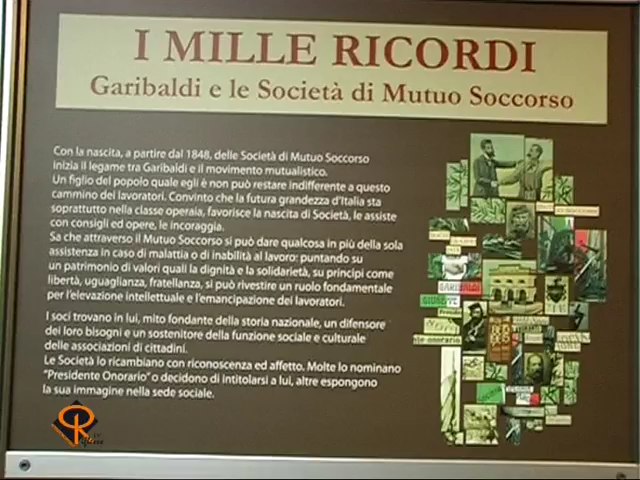 I MILLE RICORDI
Garibaldi e le Società di Mutuo Soccorso
Con la nascita, a partire dal 1848, delle Società di Mutuo Soccorso
inizia il legame tra Garibaldi e il movimento mutualistico.
Un figlio del popolo quale egli è non può restare indifferente a questo
cammino dei lavoratori. Convinto che la futura grandezza d'Italia sta
soprattutto nella classe operaia, favorisce la nascita di Società, le assiste
con consigli ed opere, le incoraggia.
Sa che attraverso il Mutuo Soccorso si può dare qualcosa in più della sola
assistenza in caso di malattia o di inabilità al lavoro: puntando su
un patrimonio di valori quali la dignità e la solidarietà, su principi come
libertà, uguaglianza, fratellanza, si può rivestire un ruolo fondamentale
per l'elevazione intellettuale e l'emancipazione dei lavoratori.
I soci trovano in lui, mito fondante della storia nazionale, un difensore
dei loro bisogni e un sostenitore della funzione sociale e culturale
delle associazioni di cittadini.
Le Società lo ricambiano con riconoscenza ed affetto. Molte lo nominano
"Presidente Onorario" o decidono di intitolarsi a lui, altre espongono
la sua immagine nella sede sociale.
GARIBALDI
GIUSEPPE
te onorario